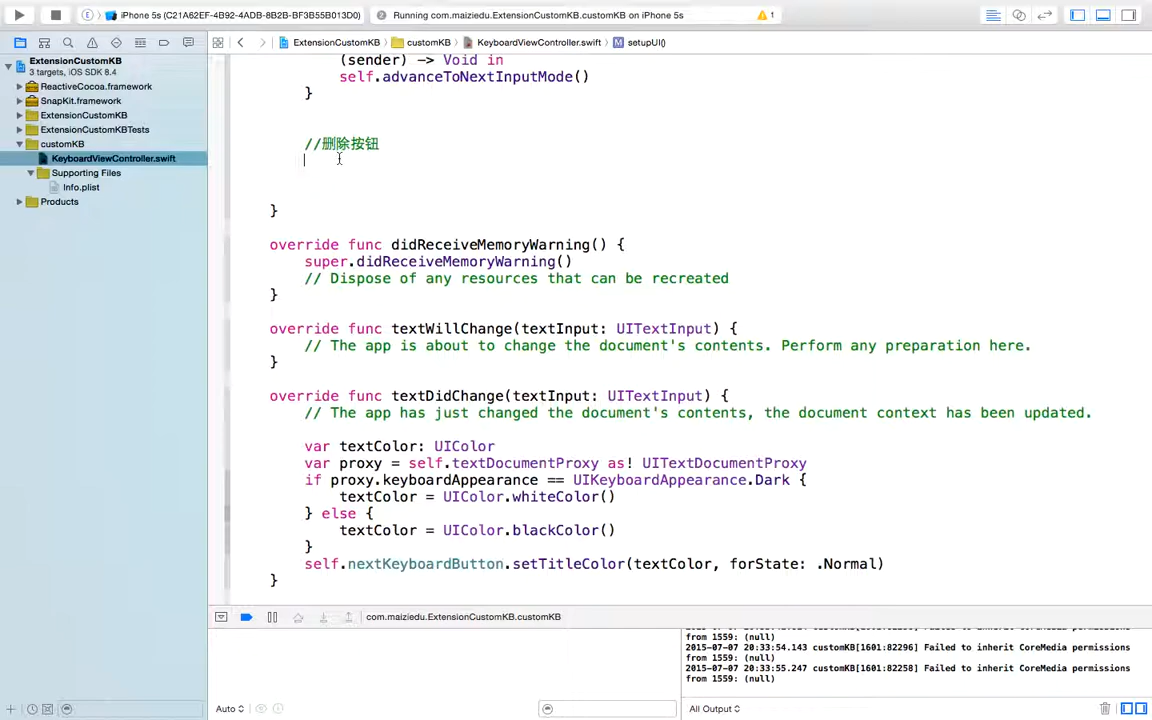 iPhone 5s (C21A62EF-4B92-4ADB-8B2B-BF3B55B013D0)
Running com.maiziedu.ExtensionCustomKB.customKB on iPhone 5s
1
ExtensionCustomKB
3 targets, iOS SDK 8.4
ReactiveCocoa.framework
SnapKit.framework
ExtensionCustomKB
ExtensionCustomKBTests
customKB
KeyboardViewController.swift
Supporting Files
Info.plist
Products
ExtensionCustomKB
customKB
KeyboardViewController.swift
M
setupUI()
(sender) -> Void in
self.advanceToNextInputMode()
}
//删除按钮
}
override func didReceiveMemoryWarning() {
super.didReceiveMemoryWarning()
// Dispose of any resources that can be recreated
}
override func textWillChange(textInput: UITextInput) {
// The app is about to change the document's contents. Perform any preparation here.
}
override func textDidChange(textInput: UITextInput) {
// The app has just changed the document's contents, the document context has been updated.
var textColor: UIColor
var proxy = self.textDocumentProxy as! UITextDocumentProxy
if proxy.keyboardAppearance == UIKeyboardAppearance.Dark {
textColor = UIColor.whiteColor()
} else {
textColor = UIColor.blackColor()
}
self.nextKeyboardButton.setTitleColor(textColor, forState: .Normal)
}
com.maiziedu.ExtensionCustomKB.customKB
from 1559: (null)
2015-07-07 20:33:54.143 customKB[1601:82296] Failed to inherit CoreMedia permissions
from 1559: (null)
2015-07-07 20:33:55.247 customKB[1601:82258] Failed to inherit CoreMedia permissions
from 1559: (null)
Auto
All Output